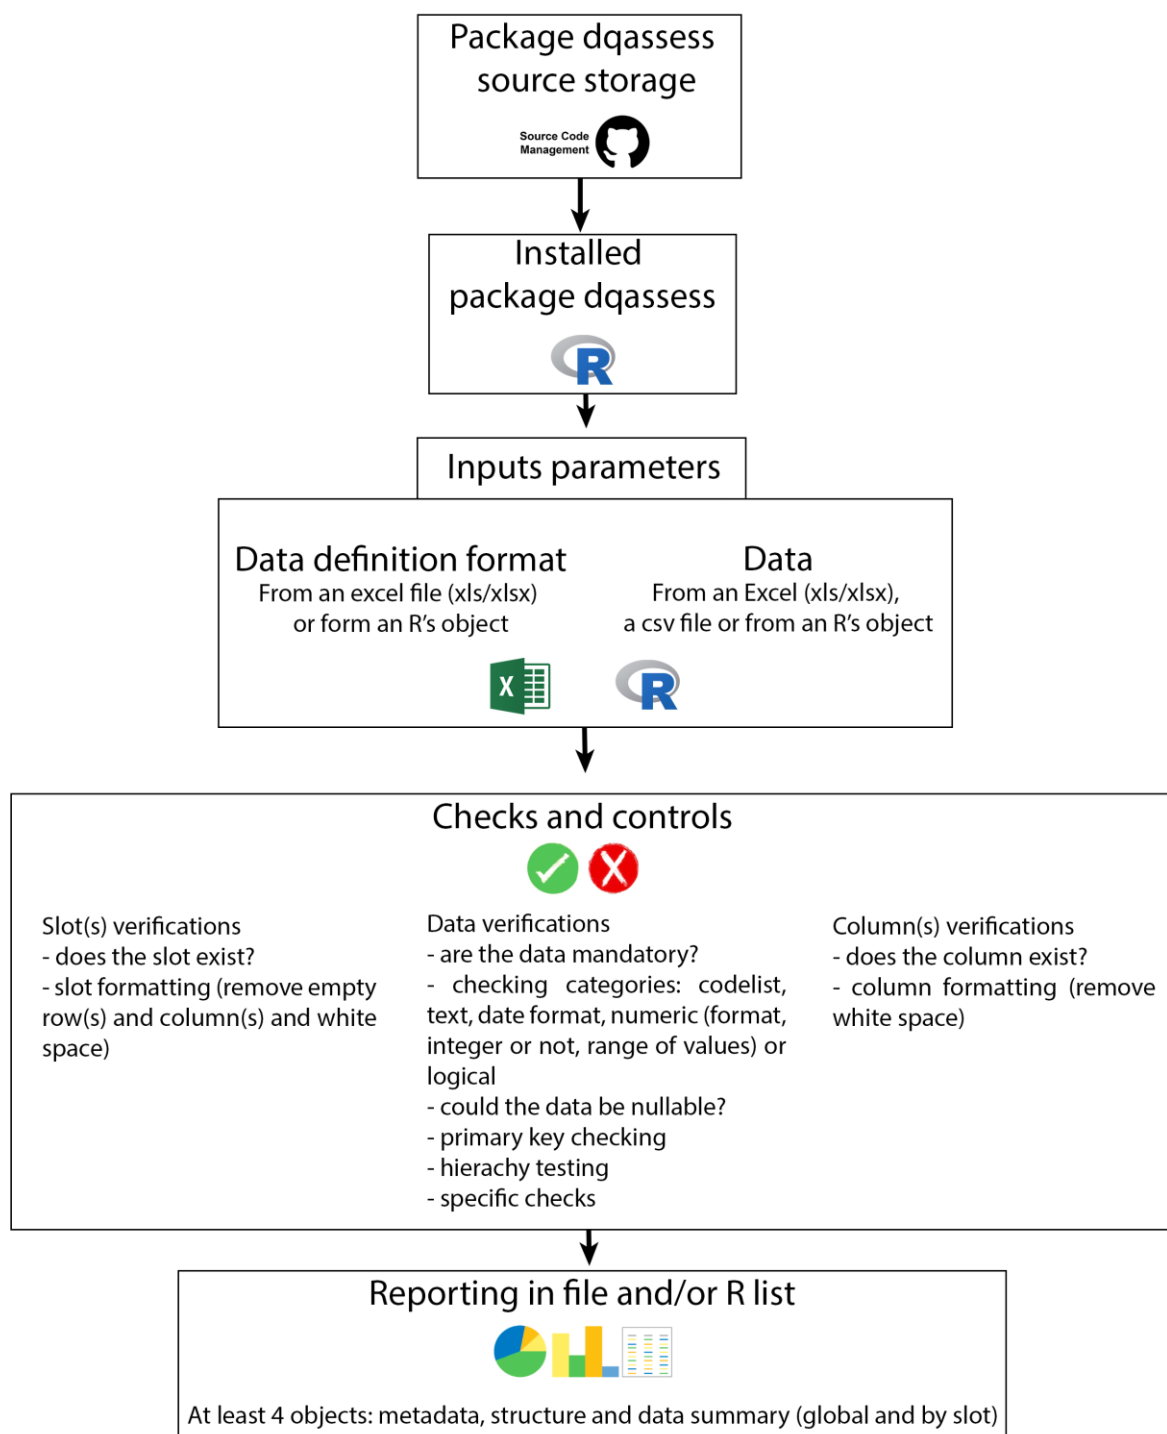 Package dqassess
source storage
Source Code
Management
Installed
package dqassess
R
Inputs parameters
Data definition format
From an excel file (xls/xlsx)
or form an R's object
Data
From an Excel (xls/xlsx),
a csv file or from an R's object
X
R
Checks and controls
Slot(s) verifications
- does the slot exist?
- slot formatting (remove empty
row(s) and column(s) and white
space)
Data verifications
- are the data mandatory?
- checking categories: codelist,
text, date format, numeric (format,
integer or not, range of values) or
logical
- could the data be nullable?
- primary key checking
- hierachy testing
- specific checks
Column(s) verifications
- does the column exist?
- column formatting (remove
white space)
Reporting in file and/or R list
At least 4 objects: metadata, structure and data summary (global and by slot)